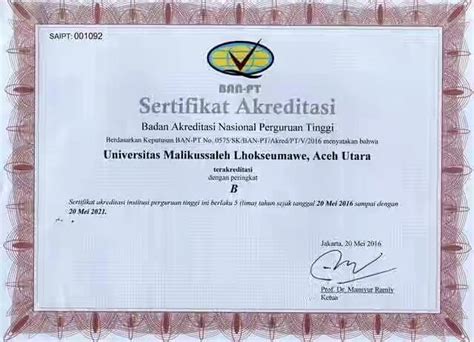 SAIPT: 001092
BAN-PT
Sertifikat Akreditasi
Badan Akreditasi Nasional Perguruan Tinggi
Berdasarkan Keputusan BAN-PT No. 0575/SK/BAN-PT/Akred/PT/V/2016 menyatakan bahwa
Universitas Malikussaleh Lhokseumawe, Aceh Utara
terakreditasi
dengan peringkat
B
Sertifikat akreditasi institusi perguruan tinggi ini berlaku 5 (lima) tahun sejak tanggal 20 Mei 2016 sampai dengan
20 Mei 2021.
Jakarta, 20 Mei 2016
Prof. Dr. Mansyur Ramly
Ketua